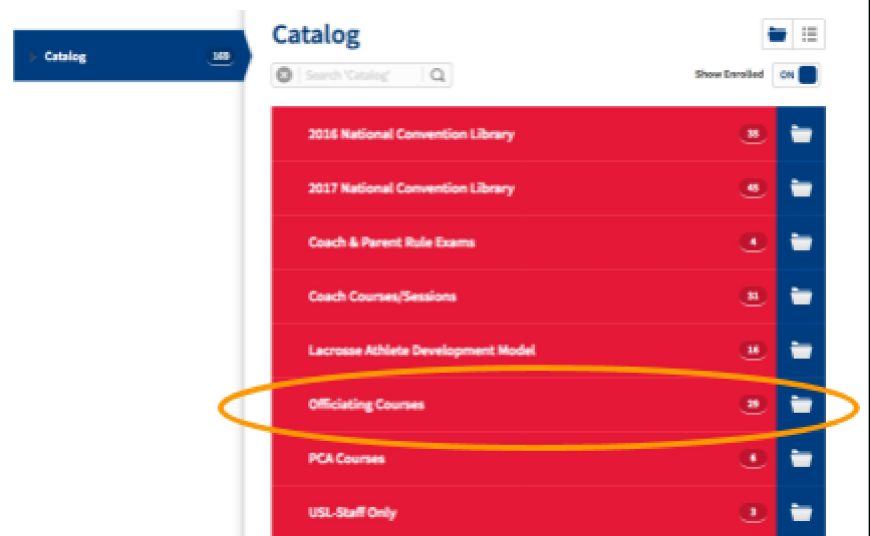 Catalog 169
Catalog
Search 'Catalog'
Show Enrolled ON
2016 National Convention Library 38
2017 National Convention Library 48
Coach & Parent Rule Exams 4
Coach Courses/Sessions 31
Lacrosse Athlete Development Model 16
Officiating Courses 29
PCA Courses 6
USL-Staff Only 3